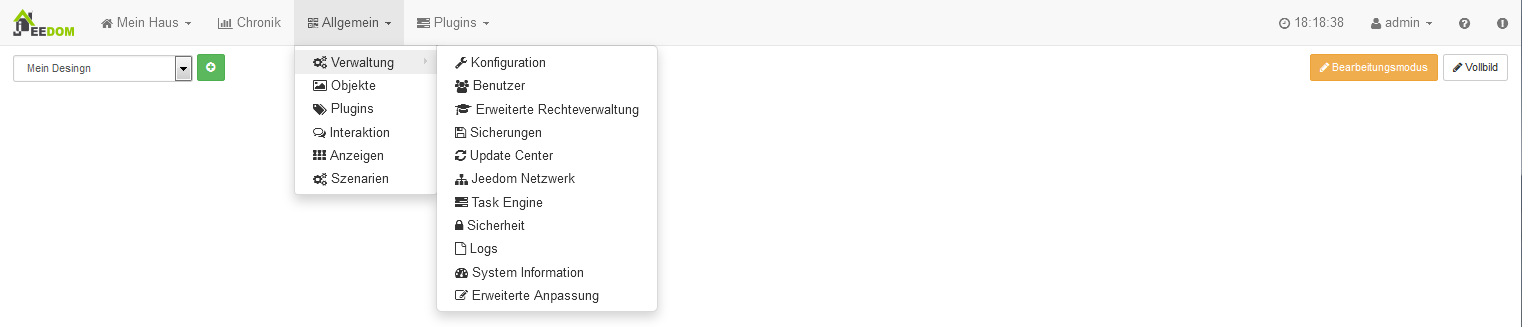 JEEDOM Mein Haus Chronik Allgemein Plugins 18:18:38 admin
Mein Desingn Bearbeitungsmodus Vollbild
Verwaltung
Objekte
Plugins
Interaktion
Anzeigen
Szenarien
Konfiguration
Benutzer
Erweiterte Rechteverwaltung
Sicherungen
Update Center
Jeedom Netzwerk
Task Engine
Sicherheit
Logs
System Information
Erweiterte Anpassung